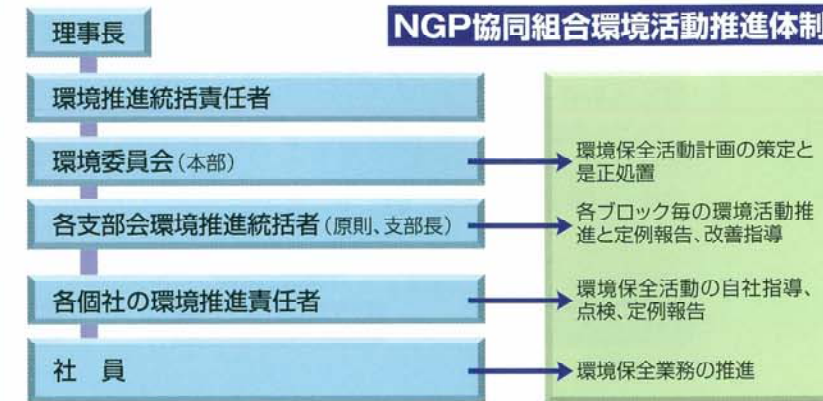 NGP協同組合環境活動推進体制
理事長
環境推進統括責任者
環境委員会(本部)
環境保全活動計画の策定と
是正処置
各支部会環境推進統括者(原則、支部長)
各ブロック毎の環境活動推
進と定例報告、改善指導
各個社の環境推進責任者
環境保全活動の自社指導、
点検、定例報告
社 員
環境保全業務の推進